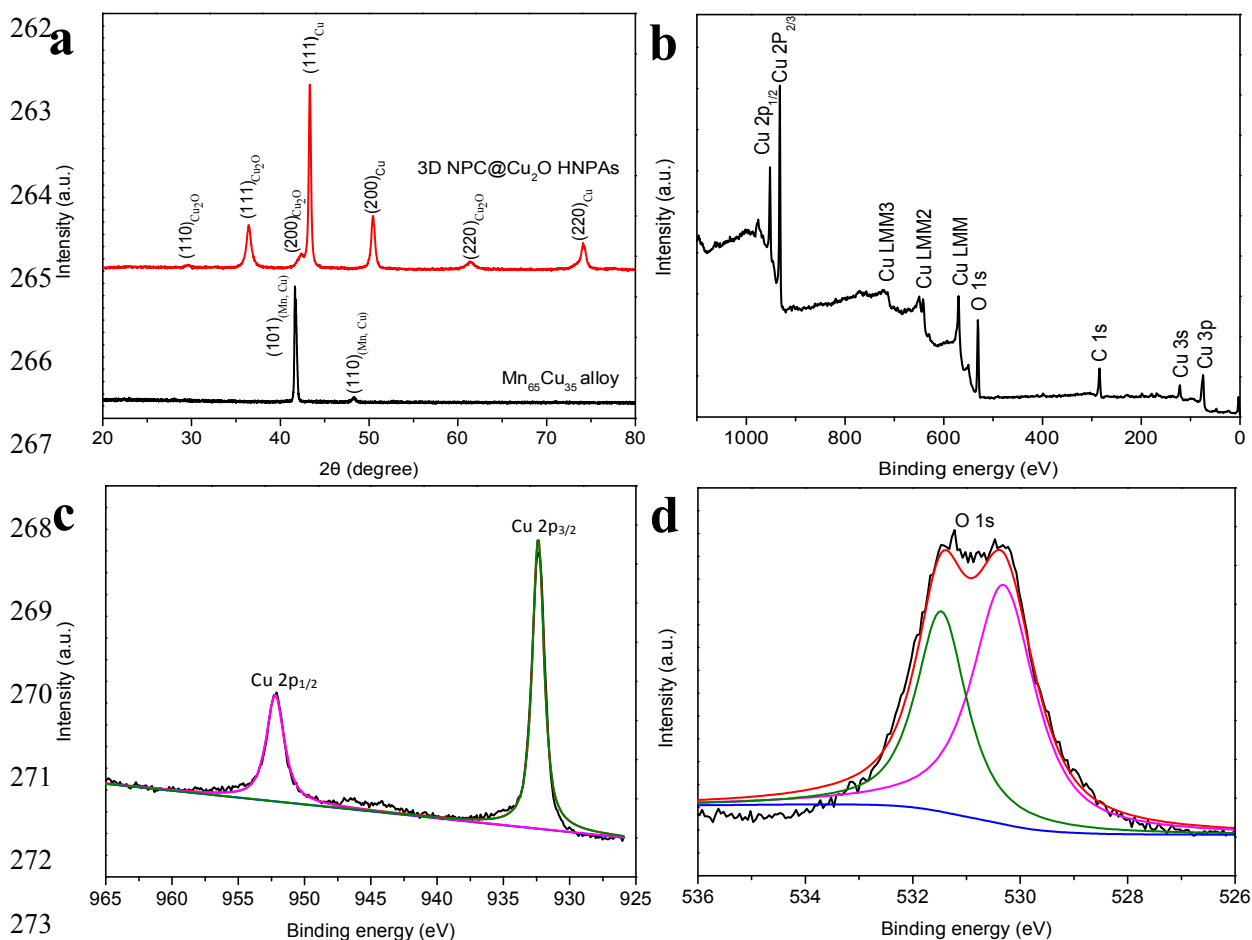 262
263
264
265
266
267
268
269
270
271
272
273
a
Intensity (a.u.)
(110)Cu₂O
(111)Cu₂O
(200)Cu₂O
(111)Cu
(200)Cu
(220)Cu₂O
(220)Cu
3D NPC@Cu₂O HNPAs
(101)(Mn, Cu)
(110)(Mn, Cu)
Mn₆₅Cu₃₅ alloy
20 30 40 50 60 70 80
2θ (degree)
b
Intensity (a.u.)
Cu 2p₁/₂
Cu 2P₂/₃
Cu LMM3
Cu LMM2
Cu LMM
O 1s
C 1s
Cu 3s
Cu 3p
1000 800 600 400 200 0
Binding energy (eV)
c
Intensity (a.u.)
Cu 2p₁/₂
Cu 2p₃/₂
965 960 955 950 945 940 935 930 925
Binding energy (eV)
d
Intensity (a.u.)
O 1s
536 534 532 530 528 526
Binding energy (eV)